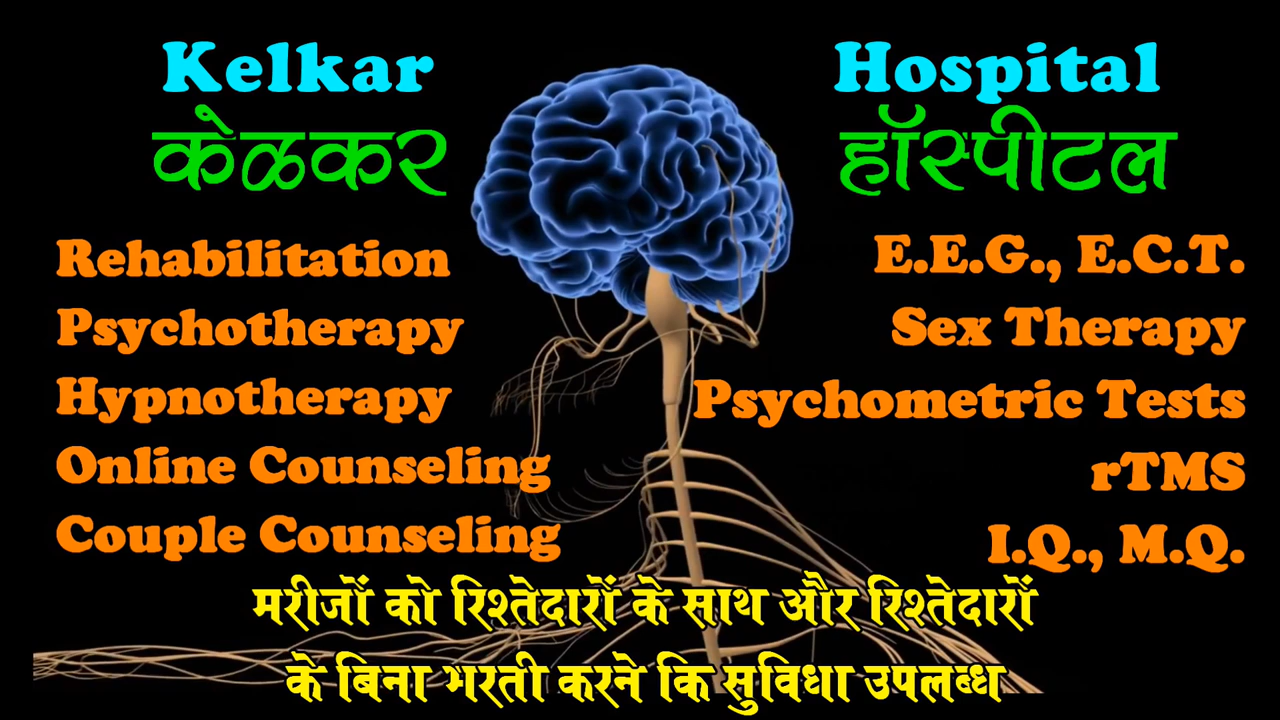 Kelkar Hospital
केळकर हॉस्पीटल
Rehabilitation
Psychotherapy
Hypnotherapy
Online Counseling
Couple Counseling
E.E.G., E.C.T.
Sex Therapy
Psychometric Tests
rTMS
I.Q., M.Q.
मरीजों को रिश्तेदारों के साथ और रिश्तेदारों
के बिना भरती करने कि सुविधा उपलब्ध